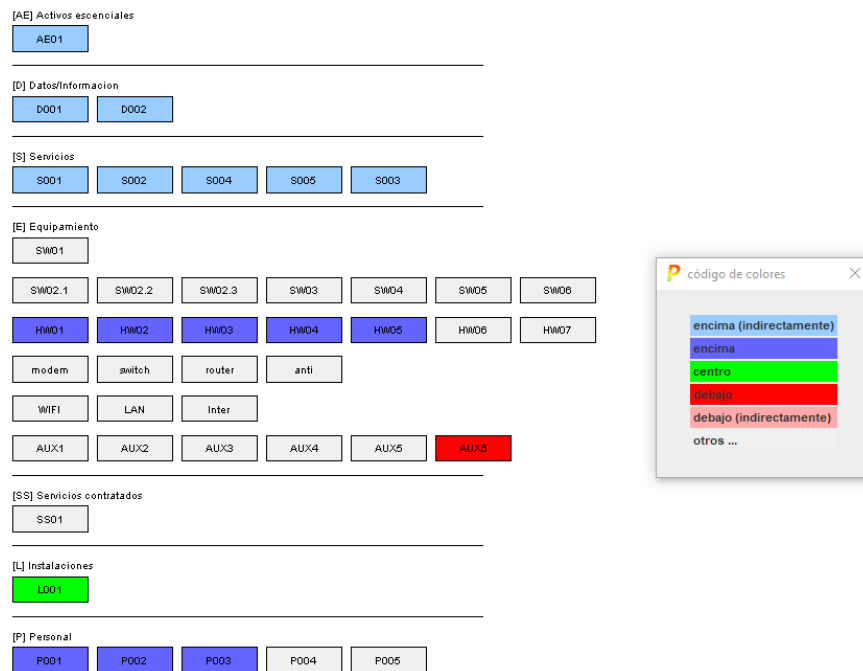 [AE] Activos escenciales
AE01
[D] Datos/Informacion
D001 D002
[S] Servicios
S001 S002 S004 S005 S003
[E] Equipamiento
SW01
SW02.1 SW02.2 SW02.3 SW03 SW04 SW05 SW06
HW01 HW02 HW03 HW04 HW05 HW06 HW07
modem switch router anti
WIFI LAN Inter
AUX1 AUX2 AUX3 AUX4 AUX5 AUX6
[SS] Servicios contratados
SS01
[L] Instalaciones
L001
[P] Personal
P001 P002 P003 P004 P005
P código de colores
encima (indirectamente)
encima
centro
debajo
debajo (indirectamente)
otros ...